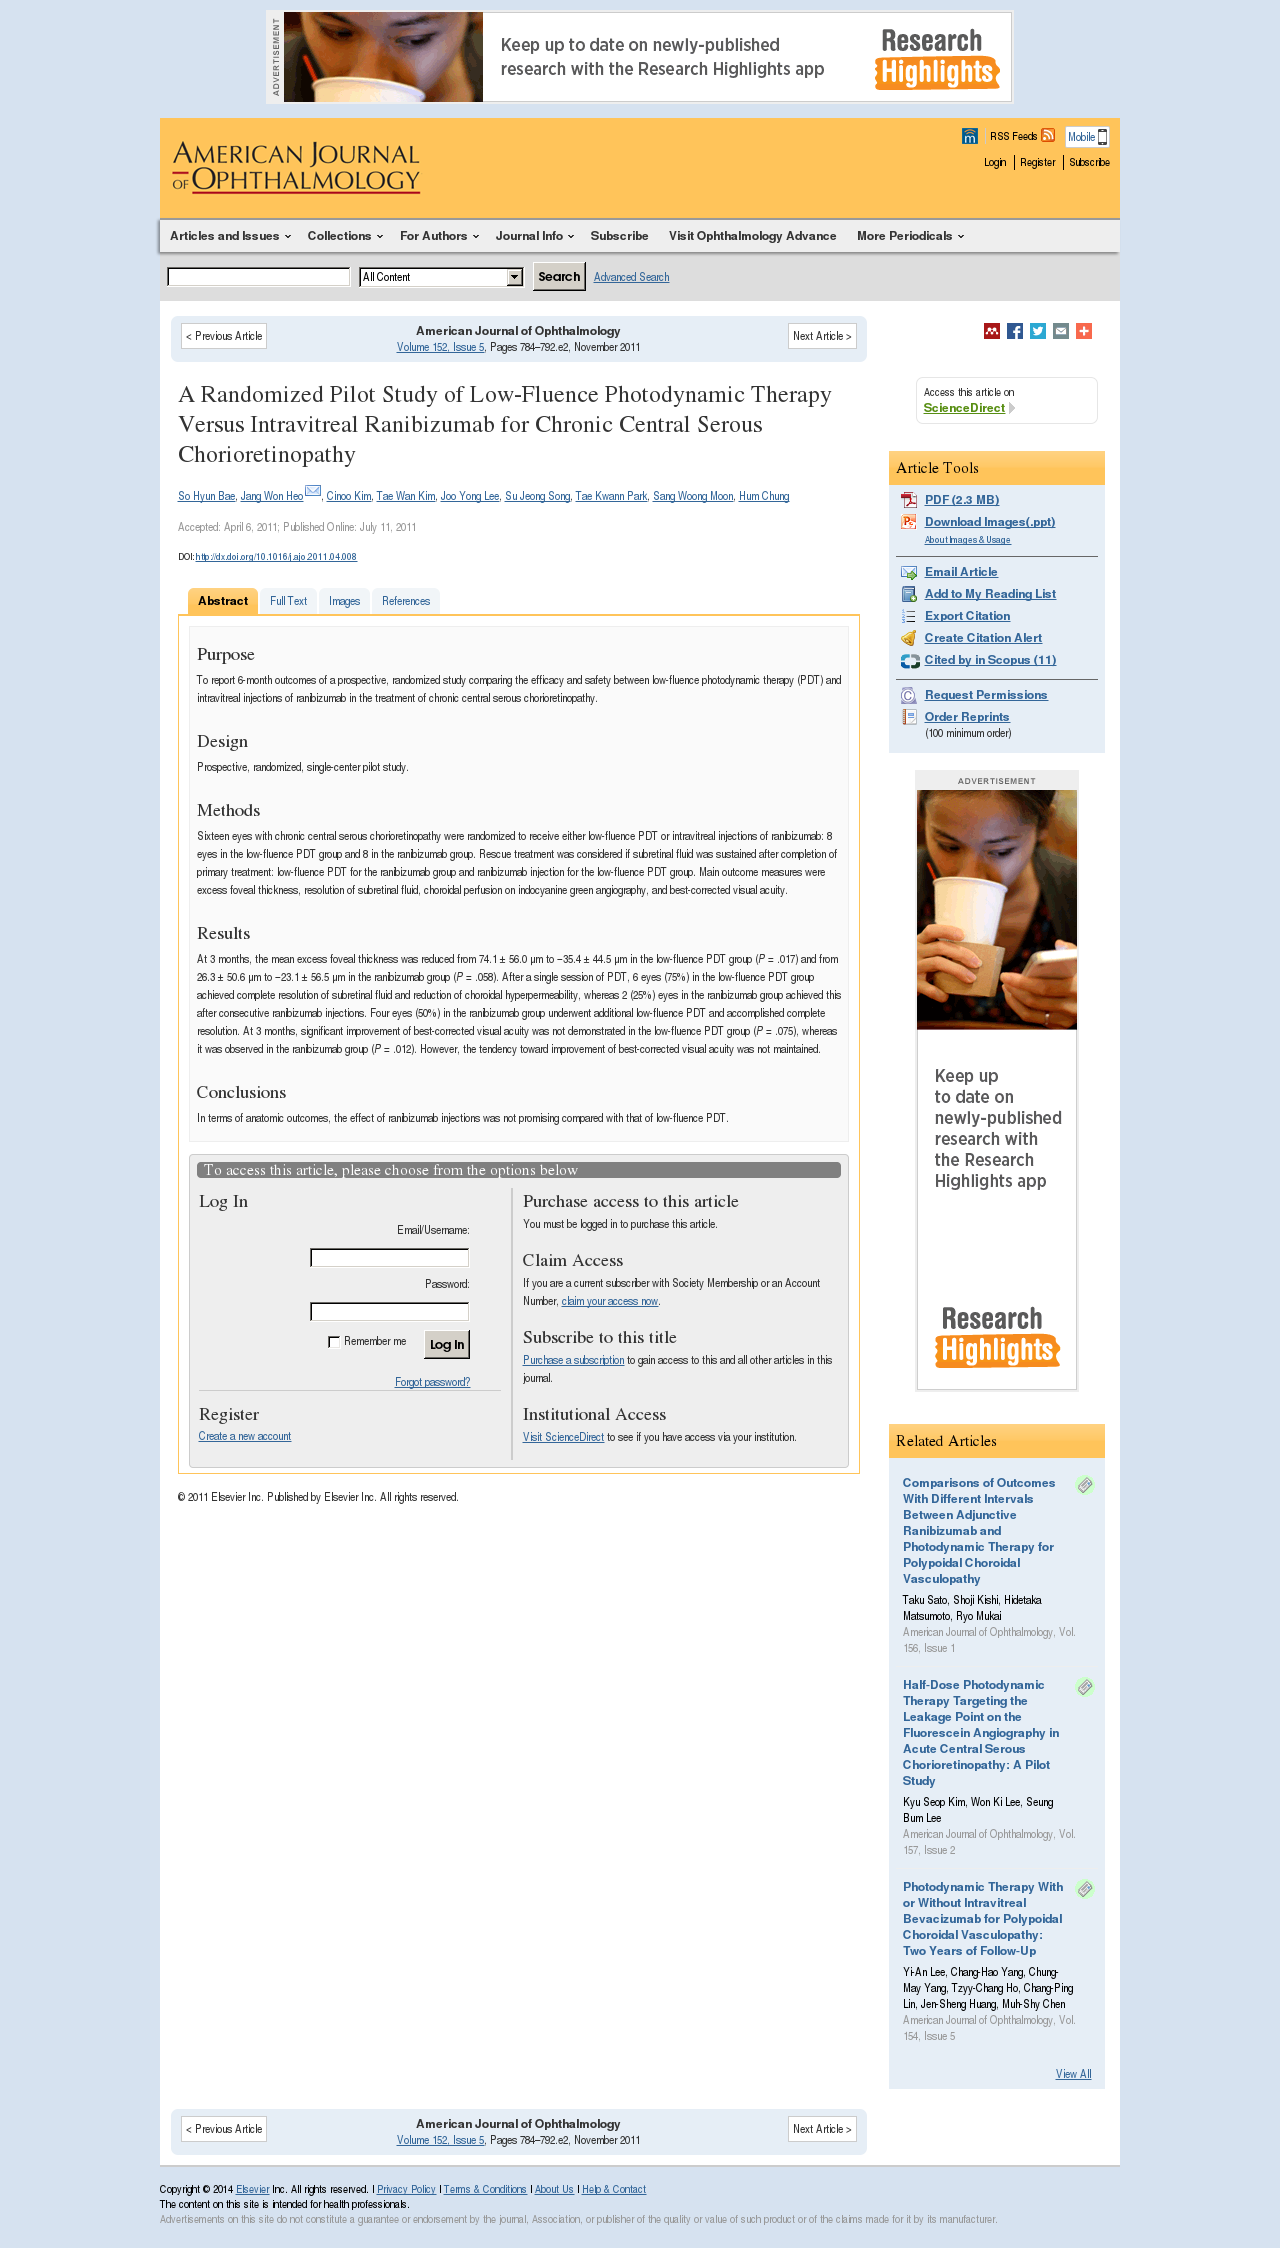 ADVERTISEMENT
Keep up to date on newly-published
research with the Research Highlights app
Research
Highlights
AMERICAN JOURNAL
OF OPHTHALMOLOGY
RSS Feeds
Mobile
Login
Register
Subscribe
Articles and Issues
Collections
For Authors
Journal Info
Subscribe
Visit Ophthalmology Advance
More Periodicals
All Content
Search
Advanced Search
< Previous Article
American Journal of Ophthalmology
Volume 152, Issue 5, Pages 784–792.e2, November 2011
Next Article >
A Randomized Pilot Study of Low-Fluence Photodynamic Therapy
Versus Intravitreal Ranibizumab for Chronic Central Serous
Chorioretinopathy
So Hyun Bae, Jang Won Heo, Cinoo Kim, Tae Wan Kim, Joo Yong Lee, Su Jeong Song, Tae Kwann Park, Sang Woong Moon, Hum Chung
Accepted: April 6, 2011; Published Online: July 11, 2011
DOI: http://dx.doi.org/10.1016/j.ajo.2011.04.008
Abstract
Full Text
Images
References
Purpose
To report 6-month outcomes of a prospective, randomized study comparing the efficacy and safety between low-fluence photodynamic therapy (PDT) and
intravitreal injections of ranibizumab in the treatment of chronic central serous chorioretinopathy.
Design
Prospective, randomized, single-center pilot study.
Methods
Sixteen eyes with chronic central serous chorioretinopathy were randomized to receive either low-fluence PDT or intravitreal injections of ranibizumab: 8
eyes in the low-fluence PDT group and 8 in the ranibizumab group. Rescue treatment was considered if subretinal fluid was sustained after completion of
primary treatment: low-fluence PDT for the ranibizumab group and ranibizumab injection for the low-fluence PDT group. Main outcome measures were
excess foveal thickness, resolution of subretinal fluid, choroidal perfusion on indocyanine green angiography, and best-corrected visual acuity.
Results
At 3 months, the mean excess foveal thickness was reduced from 74.1 ± 56.0 μm to −35.4 ± 44.5 μm in the low-fluence PDT group (P = .017) and from
26.3 ± 50.6 μm to −23.1 ± 56.5 μm in the ranibizumab group (P = .058). After a single session of PDT, 6 eyes (75%) in the low-fluence PDT group
achieved complete resolution of subretinal fluid and reduction of choroidal hyperpermeability, whereas 2 (25%) eyes in the ranibizumab group achieved this
after consecutive ranibizumab injections. Four eyes (50%) in the ranibizumab group underwent additional low-fluence PDT and accomplished complete
resolution. At 3 months, significant improvement of best-corrected visual acuity was not demonstrated in the low-fluence PDT group (P = .075), whereas
it was observed in the ranibizumab group (P = .012). However, the tendency toward improvement of best-corrected visual acuity was not maintained.
Conclusions
In terms of anatomic outcomes, the effect of ranibizumab injections was not promising compared with that of low-fluence PDT.
To access this article, please choose from the options below
Log In
Email/Username:
Password:
Remember me
Log In
Forgot password?
Register
Create a new account
Purchase access to this article
You must be logged in to purchase this article.
Claim Access
If you are a current subscriber with Society Membership or an Account
Number, claim your access now.
Subscribe to this title
Purchase a subscription to gain access to this and all other articles in this
journal.
Institutional Access
Visit ScienceDirect to see if you have access via your institution.
© 2011 Elsevier Inc. Published by Elsevier Inc. All rights reserved.
Access this article on
ScienceDirect
Article Tools
PDF (2.3 MB)
Download Images(.ppt)
About Images & Usage
Email Article
Add to My Reading List
Export Citation
Create Citation Alert
Cited by in Scopus (11)
Request Permissions
Order Reprints
(100 minimum order)
ADVERTISEMENT
Keep up
to date on
newly-published
research with
the Research
Highlights app
Research
Highlights
Related Articles
Comparisons of Outcomes
With Different Intervals
Between Adjunctive
Ranibizumab and
Photodynamic Therapy for
Polypoidal Choroidal
Vasculopathy
Taku Sato, Shoji Kishi, Hidetaka
Matsumoto, Ryo Mukai
American Journal of Ophthalmology, Vol.
156, Issue 1
Half-Dose Photodynamic
Therapy Targeting the
Leakage Point on the
Fluorescein Angiography in
Acute Central Serous
Chorioretinopathy: A Pilot
Study
Kyu Seop Kim, Won Ki Lee, Seung
Bum Lee
American Journal of Ophthalmology, Vol.
157, Issue 2
Photodynamic Therapy With
or Without Intravitreal
Bevacizumab for Polypoidal
Choroidal Vasculopathy:
Two Years of Follow-Up
Yi-An Lee, Chang-Hao Yang, Chung-
May Yang, Tzyy-Chang Ho, Chang-Ping
Lin, Jen-Sheng Huang, Muh-Shy Chen
American Journal of Ophthalmology, Vol.
154, Issue 5
View All
< Previous Article
American Journal of Ophthalmology
Volume 152, Issue 5, Pages 784–792.e2, November 2011
Next Article >
Copyright © 2014 Elsevier Inc. All rights reserved. | Privacy Policy | Terms & Conditions | About Us | Help & Contact
The content on this site is intended for health professionals.
Advertisements on this site do not constitute a guarantee or endorsement by the journal, Association, or publisher of the quality or value of such product or of the claims made for it by its manufacturer.